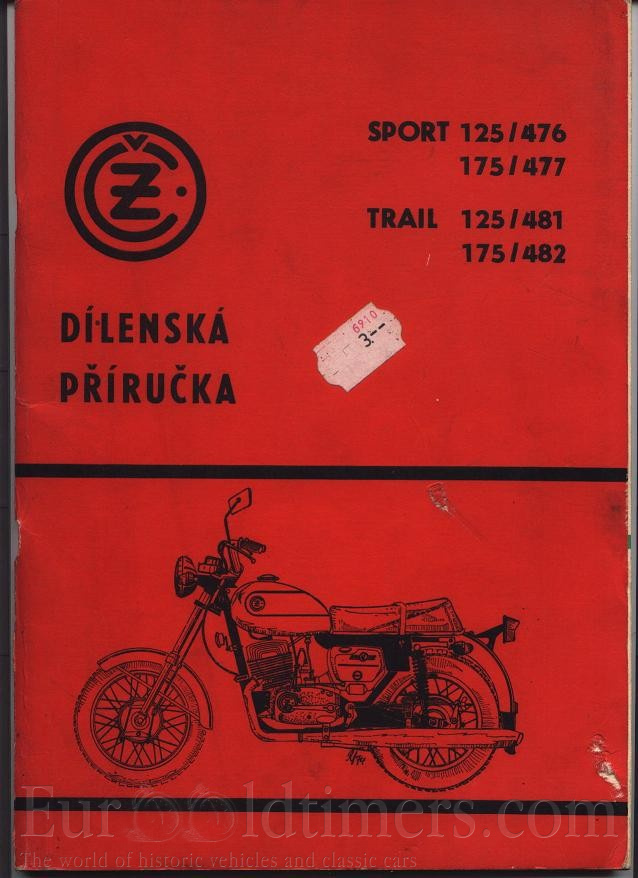 ČZ
SPORT 125/476
175/477
TRAIL 125/481
175/482
DÍLENSKÁ
PŘÍRUČKA
6910
3.--
EurOOldtimers.com
The world of historic vehicles and classic cars